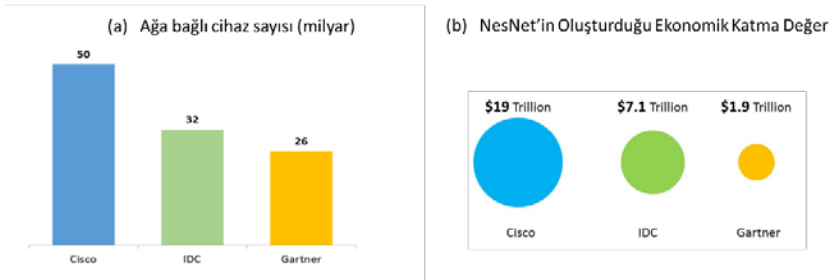 (a) Ağa bağlı cihaz sayısı (milyar)
50
32
26
Cisco
IDC
Gartner
(b) NesNet’in Oluşturduğu Ekonomik Katma Değer
$19 Trillion
$7.1 Trillion
$1.9 Trillion
Cisco
IDC
Gartner